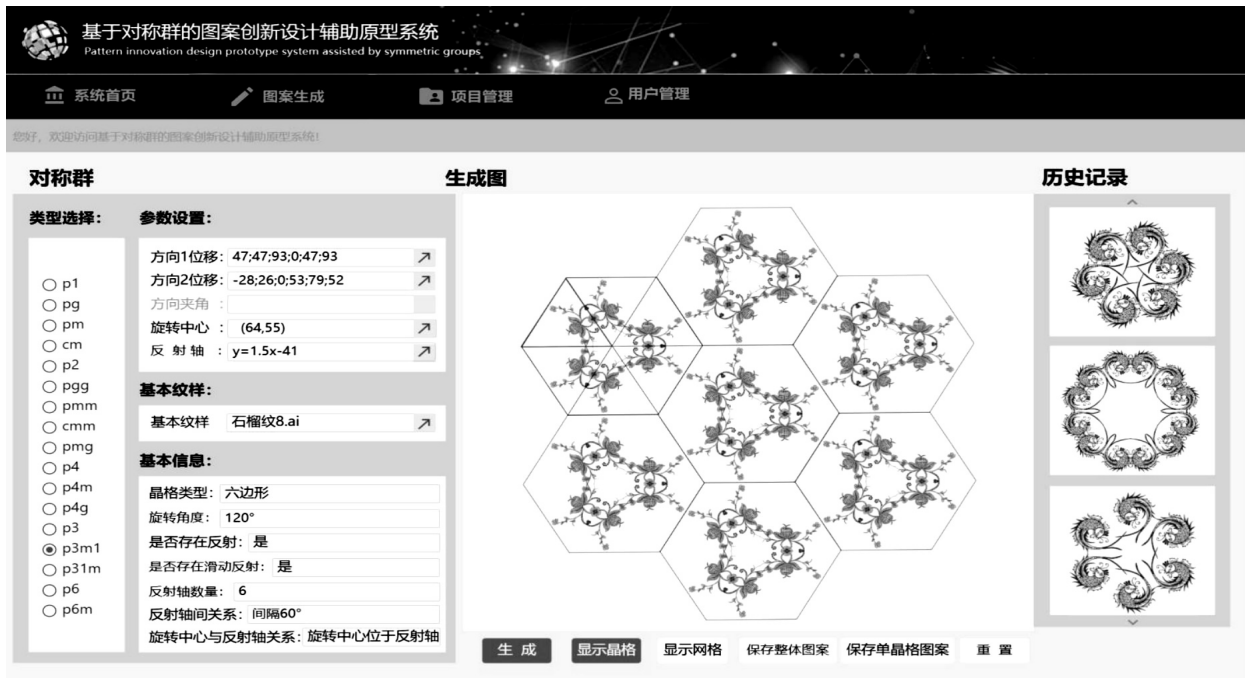 基于对称群的图案创新设计辅助原型系统
Pattern innovation design prototype system assisted by symmetric groups
系统首页 图案生成 项目管理 用户管理
您好，欢迎访问基于对称群的图案创新设计辅助原型系统！
对称群
类型选择：
p1
pg
pm
cm
p2
pgg
pmm
cmm
pmg
p4
p4m
p4g
p3
p3m1
p31m
p6
p6m
参数设置：
方向1位移： 47;47;93;0;47;93
方向2位移： -28;26;0;53;79;52
方向夹角 ：
旋转中心 ： (64,55)
反 射 轴 ： y=1.5x-41
基本纹样：
基本纹样 石榴纹8.ai
基本信息：
晶格类型： 六边形
旋转角度： 120°
是否存在反射： 是
是否存在滑动反射： 是
反射轴数量： 6
反射轴间关系： 间隔60°
旋转中心与反射轴关系： 旋转中心位于反射轴
生成图
生 成 显示晶格 显示网格 保存整体图案 保存单晶格图案 重 置
历史记录